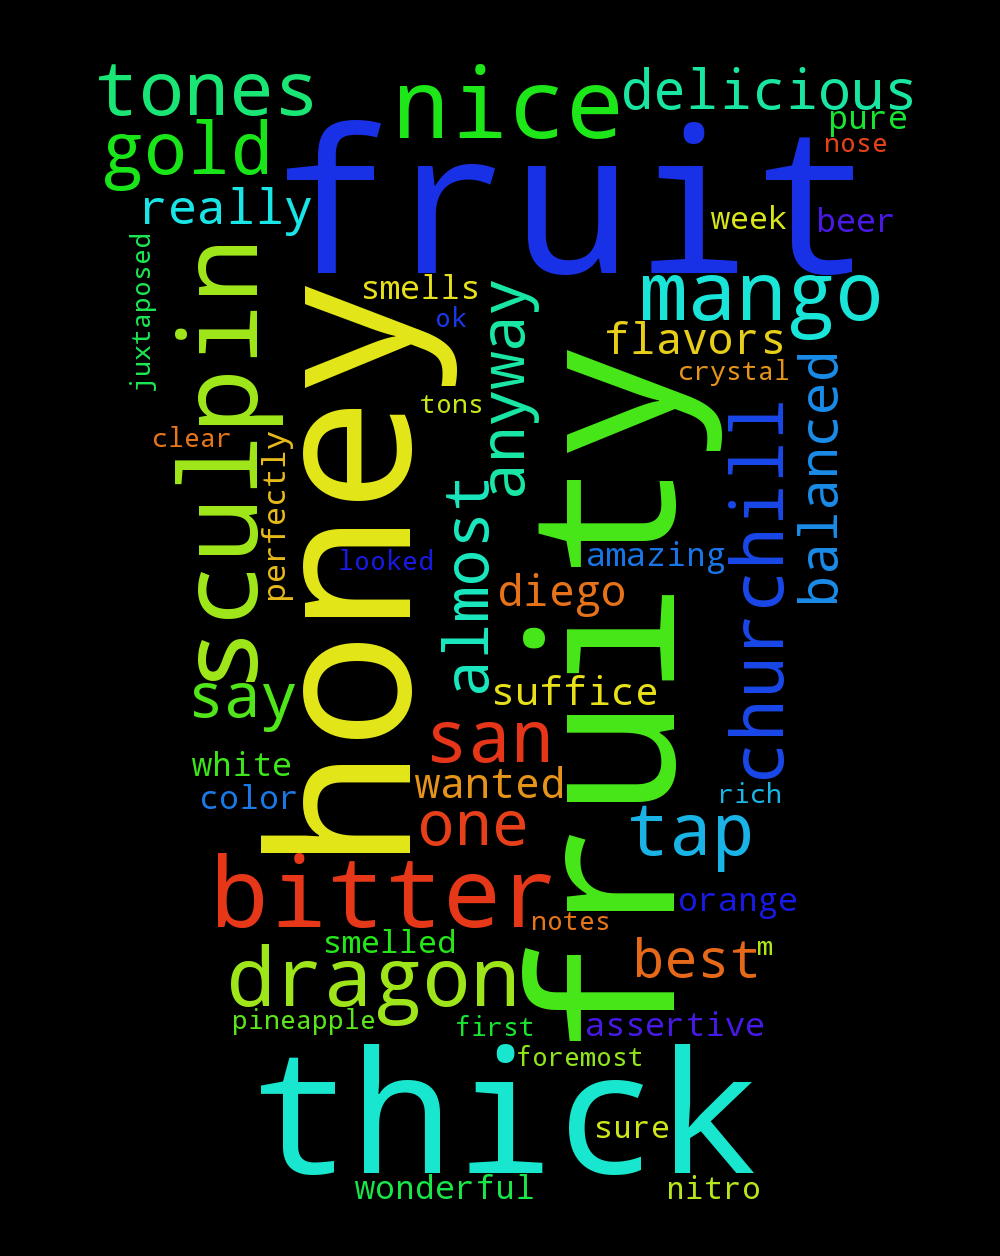 tones
nice
delicious
pure
gold
fruit
nose
really
week
beer
juxtaposed
sculpin
smells
mango
ok
honey
anyway
flavors
crystal
tons
fruity
churchill
balanced
clear
perfectly
looked
almost
amazing
diego
say
suffice
san
white
wanted
color
one
rich
tap
bitter
orange
notes
smelled
dragon
best
m
pineapple
first
assertive
thick
foremost
sure
wonderful
nitro